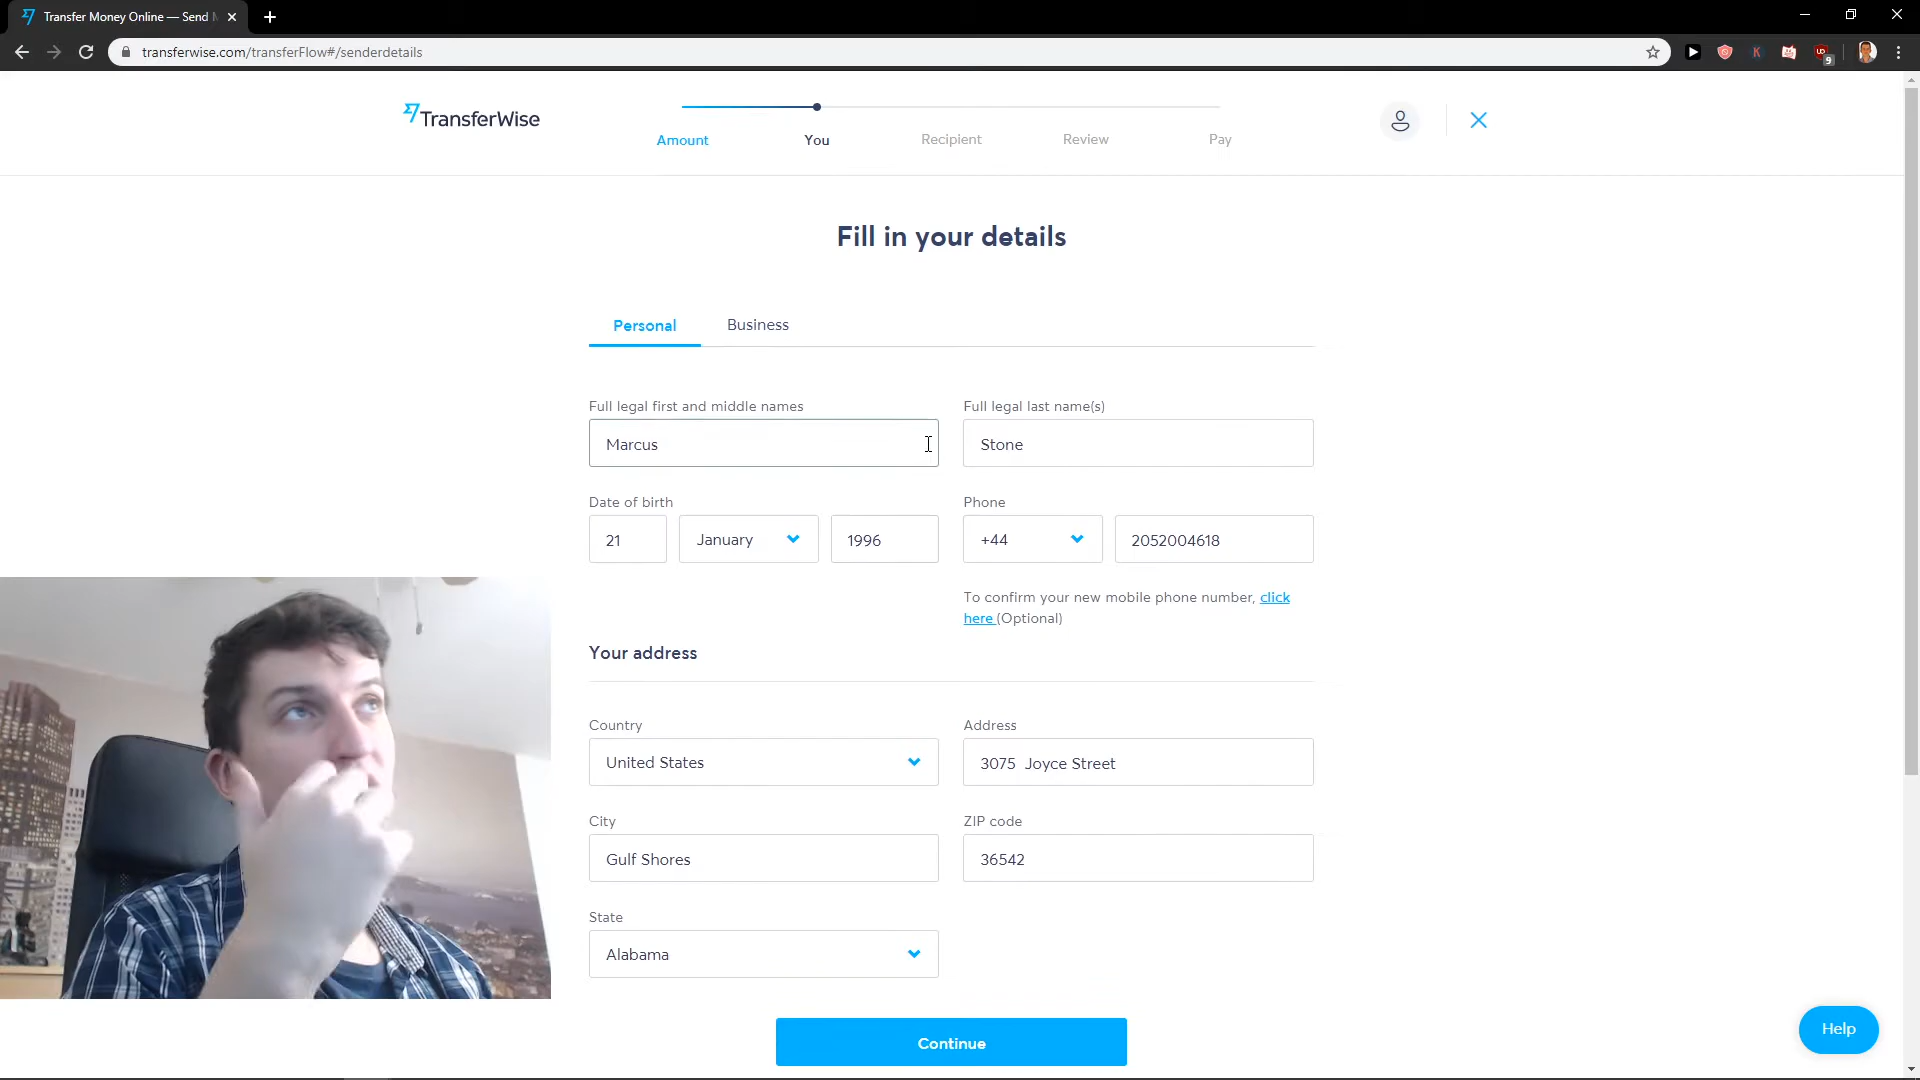 Transfer Money Online — Send M
transferwise.com/transferFlow#/senderdetails
K
UO
9
TransferWise
Amount
You
Recipient
Review
Pay
Fill in your details
Personal
Business
Full legal first and middle names
Full legal last name(s)
Marcus
Stone
Date of birth
Phone
21
January
1996
+44
2052004618
To confirm your new mobile phone number, click
here (Optional)
Your address
Country
Address
United States
3075  Joyce Street
City
ZIP code
Gulf Shores
36542
State
Alabama
Continue
Help